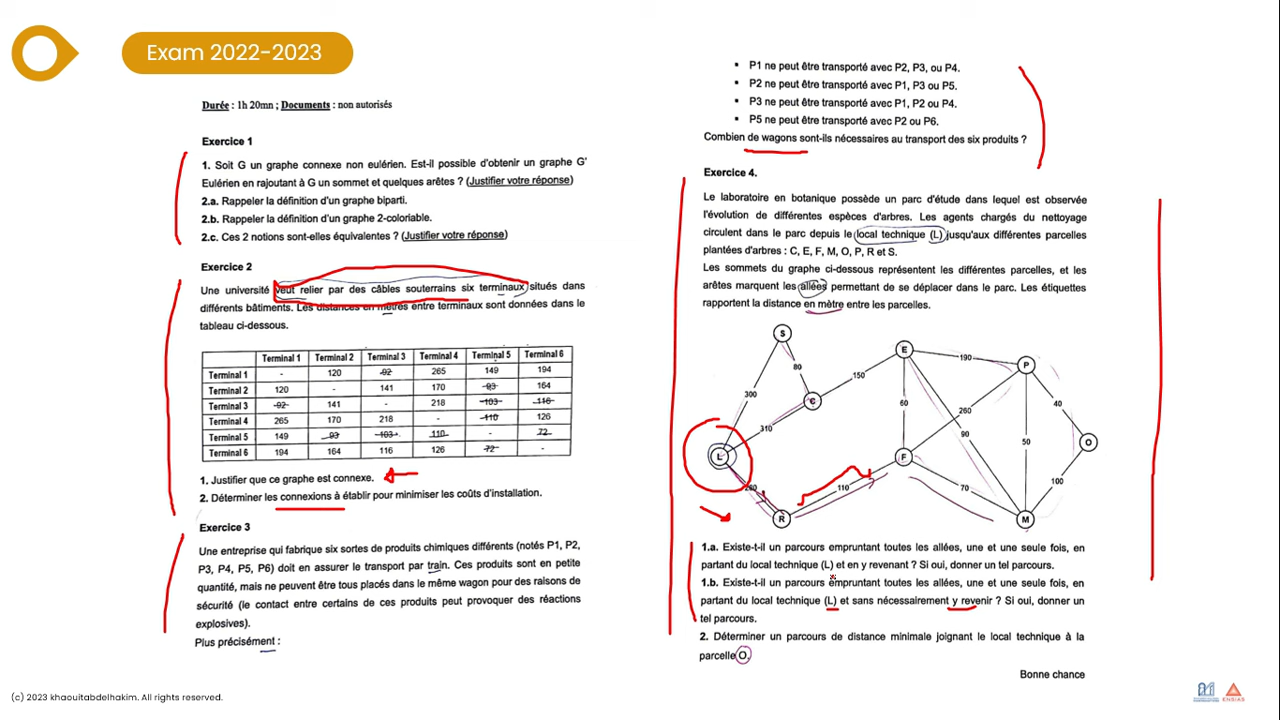 Exam 2022-2023
Durée : 1h 20mn ; Documents : non autorisés
Exercice 1
1. Soit G un graphe connexe non eulérien. Est-il possible d'obtenir un graphe G'
Eulérien en rajoutant à G un sommet et quelques arêtes ? (Justifier votre réponse)
2.a. Rappeler la définition d'un graphe biparti.
2.b. Rappeler la définition d'un graphe 2-coloriable.
2.c. Ces 2 notions sont-elles équivalentes ? (Justifier votre réponse)
Exercice 2
Une université veut relier par des câbles souterrains six terminaux situés dans
différents bâtiments. Les distances en mètres entre terminaux sont données dans le
tableau ci-dessous.
Terminal 1 Terminal 2 Terminal 3 Terminal 4 Terminal 5 Terminal 6
Terminal 1 - 120 92 265 149 194
Terminal 2 120 - 141 170 93 164
Terminal 3 92 141 - 218 103 116
Terminal 4 265 170 218 - 110 126
Terminal 5 149 93 103 110 - 72
Terminal 6 194 164 116 126 72 -
1. Justifier que ce graphe est connexe.
2. Déterminer les connexions à établir pour minimiser les coûts d'installation.
Exercice 3
Une entreprise qui fabrique six sortes de produits chimiques différents (notés P1, P2,
P3, P4, P5, P6) doit en assurer le transport par train. Ces produits sont en petite
quantité, mais ne peuvent être tous placés dans le même wagon pour des raisons de
sécurité (le contact entre certains de ces produits peut provoquer des réactions
explosives).
Plus précisément :
• P1 ne peut être transporté avec P2, P3, ou P4.
• P2 ne peut être transporté avec P1, P3 ou P5.
• P3 ne peut être transporté avec P1, P2 ou P4.
• P5 ne peut être transporté avec P2 ou P6.
Combien de wagons sont-ils nécessaires au transport des six produits ?
Exercice 4.
Le laboratoire en botanique possède un parc d'étude dans lequel est observée
l'évolution de différentes espèces d'arbres. Les agents chargés du nettoyage
circulent dans le parc depuis le local technique (L) jusqu'aux différentes parcelles
plantées d'arbres : C, E, F, M, O, P, R et S.
Les sommets du graphe ci-dessous représentent les différentes parcelles, et les
arêtes marquent les allées permettant de se déplacer dans le parc. Les étiquettes
rapportent la distance en mètre entre les parcelles.
S
E
190
P
80
150
300
C
60
260
40
310
90
50
O
L
F
110
70
100
R
M
1.a. Existe-t-il un parcours empruntant toutes les allées, une et une seule fois, en
partant du local technique (L) et en y revenant ? Si oui, donner un tel parcours.
1.b. Existe-t-il un parcours empruntant toutes les allées, une et une seule fois, en
partant du local technique (L) et sans nécessairement y revenir ? Si oui, donner un
tel parcours.
2. Déterminer un parcours de distance minimale joignant le local technique à la
parcelle O.
Bonne chance
(c) 2023 khaouitabdelhakim. All rights reserved.
ENSIAS